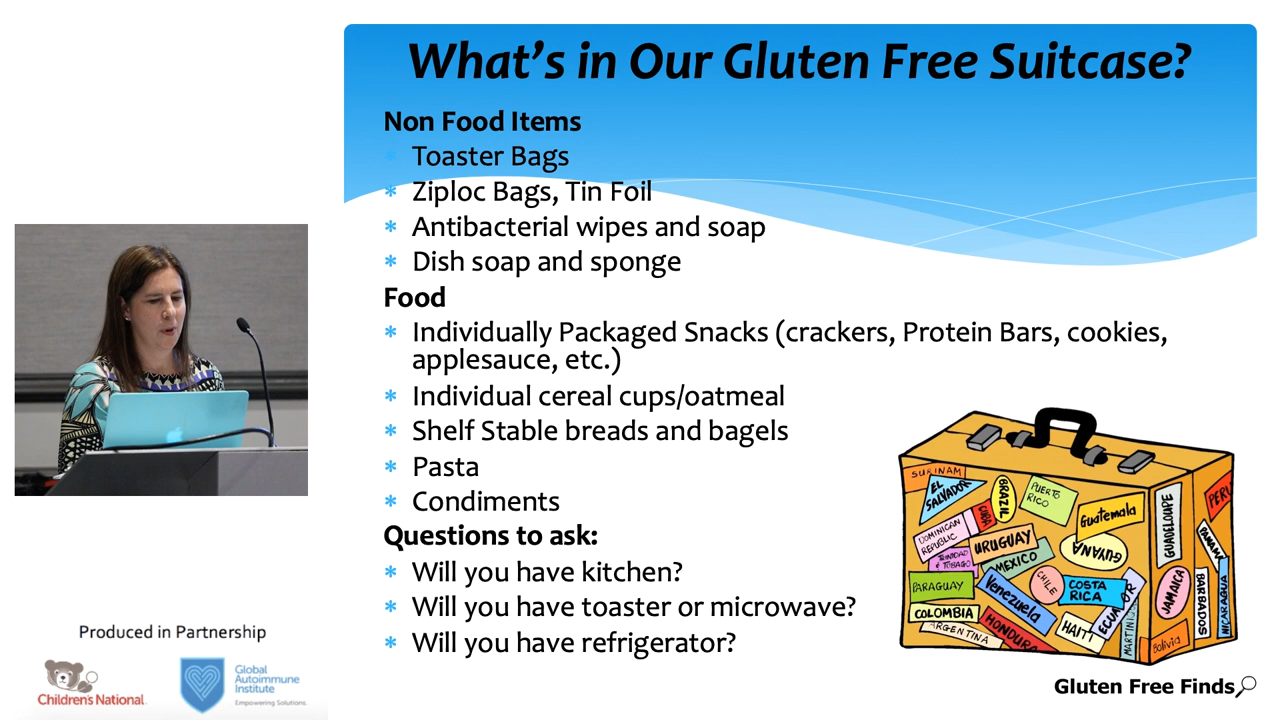 What's in Our Gluten Free Suitcase?
Non Food Items
Toaster Bags
* Ziploc Bags, Tin Foil
* Antibacterial wipes and soap
* Dish soap and sponge
Food
* Individually Packaged Snacks (crackers, Protein Bars, cookies,
applesauce, etc.)
* Individual cereal cups/oatmeal
* Shelf Stable breads and bagels
* Pasta
* Condiments
Questions to ask:
* Will you have kitchen?
* Will you have toaster or microwave?
* Will you have refrigerator?
SURINAM
EL
SALVADOR
BRAZIL
PUERTO
RICO
Guatemala
GUADELOUPE
PERU
CUBA
DOMINICAN
REPUBLIC
URUGUAY
GUYANA
PANAMA
TRINIDAD
& TOBAGO
MEXICO
PARAGUAY
Venezuela
CHILE
COSTA
RICA
ECUADOR
JAMAICA
BARBADOS
NICARAGUA
COLOMBIA
ARGENTINA
HONDURA
HAITI
MARTINI
Bolivia
Gluten Free Finds
Produced in Partnership
Children's National
Global
Autoimmune
Institute
Empowering Solutions.